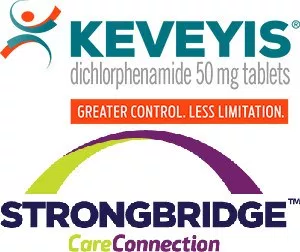 KEVEYIS®
dichlorphenamide 50 mg tablets
GREATER CONTROL. LESS LIMITATION.
STRONGBRIDGE™
CareConnection